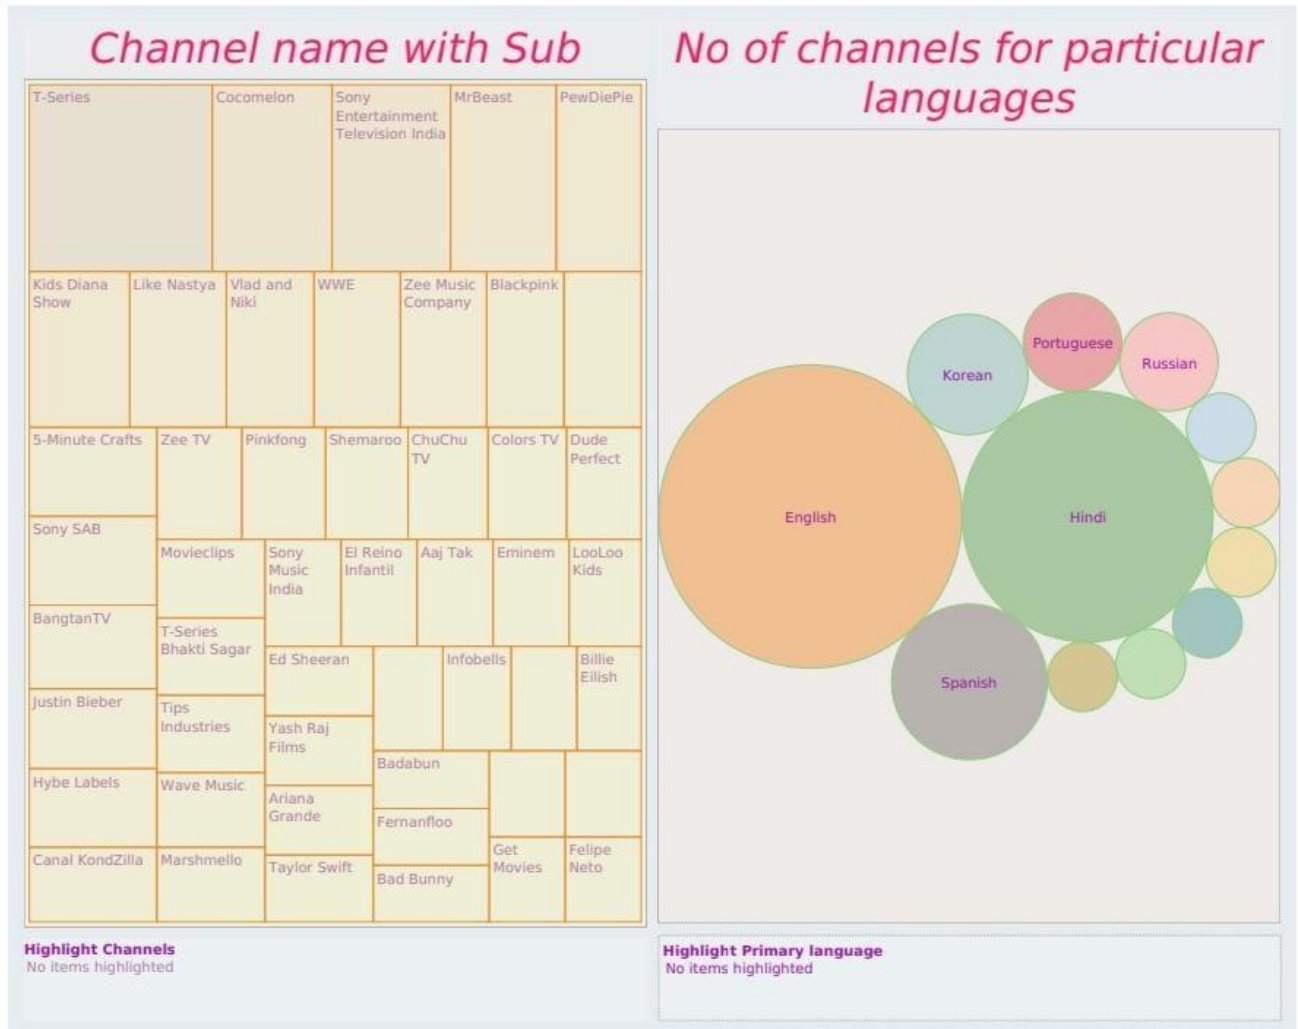 Channel name with Sub
T-Series
Cocomelon
Sony
Entertainment
Television India
MrBeast
PewDiePie
Kids Diana
Show
Like Nastya
Vlad and
Niki
WWE
Zee Music
Company
Blackpink
5-Minute Crafts
Zee TV
Pinkfong
Shemaroo
ChuChu
TV
Colors TV
Dude
Perfect
Sony SAB
Movieclips
Sony
Music
India
El Reino
Infantil
Aaj Tak
Eminem
LooLoo
Kids
BangtanTV
T-Series
Bhakti Sagar
Ed Sheeran
Infobells
Billie
Eilish
Justin Bieber
Tips
Industries
Yash Raj
Films
Badabun
Hybe Labels
Wave Music
Ariana
Grande
Fernanfloo
Get
Movies
Felipe
Neto
Canal KondZilla
Marshmello
Taylor Swift
Bad Bunny
Highlight Channels
No items highlighted
No of channels for particular
languages
Portuguese
Russian
Korean
English
Hindi
Spanish
Highlight Primary language
No items highlighted